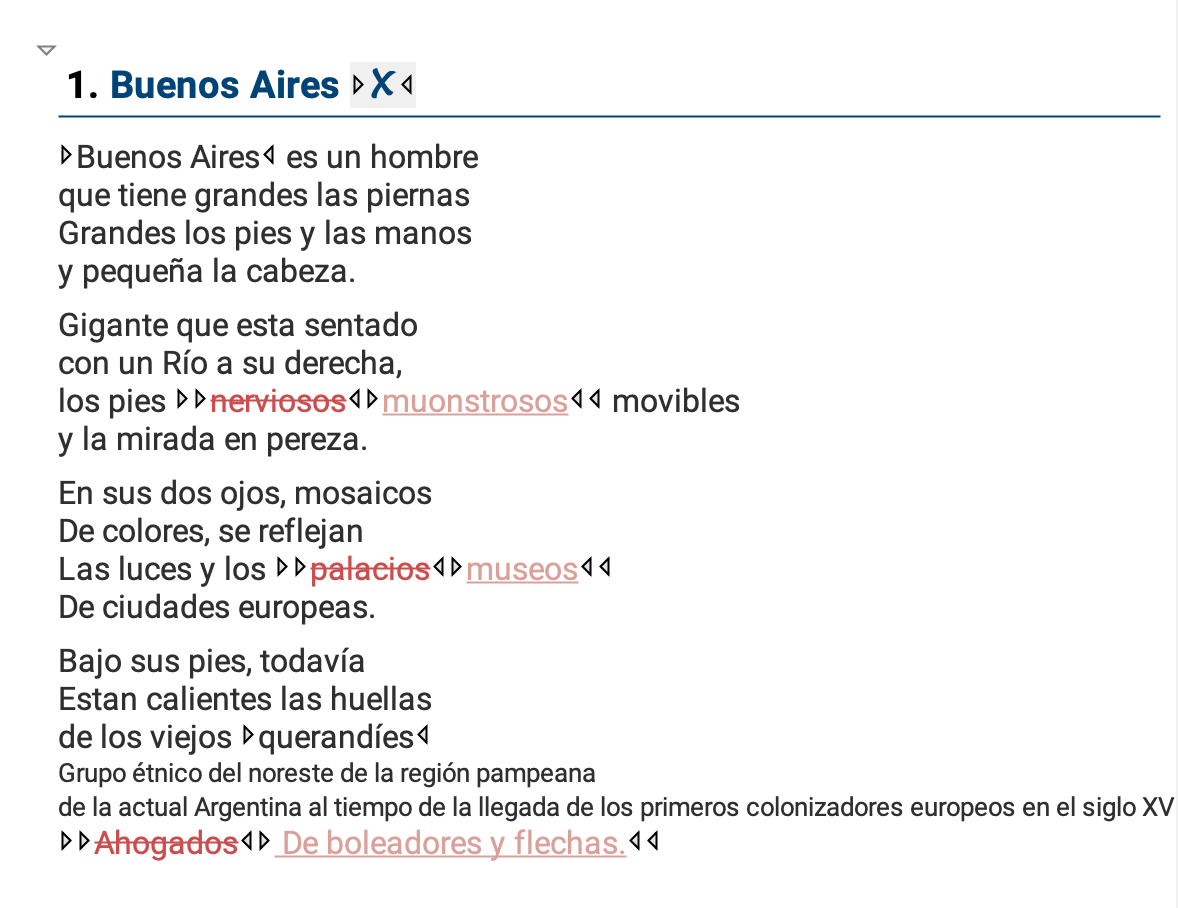 1. Buenos Aires X
Buenos Aires es un hombre
que tiene grandes las piernas
Grandes los pies y las manos
y pequeña la cabeza.
Gigante que esta sentado
con un Río a su derecha,
los pies nerviosos muonstrosos movibles
y la mirada en pereza.
En sus dos ojos, mosaicos
De colores, se reflejan
Las luces y los palacios museos
De ciudades europeas.
Bajo sus pies, todavía
Estan calientes las huellas
de los viejos querandíes
Grupo étnico del noreste de la región pampeana
de la actual Argentina al tiempo de la llegada de los primeros colonizadores europeos en el siglo XV
Ahogados De boleadores y flechas.